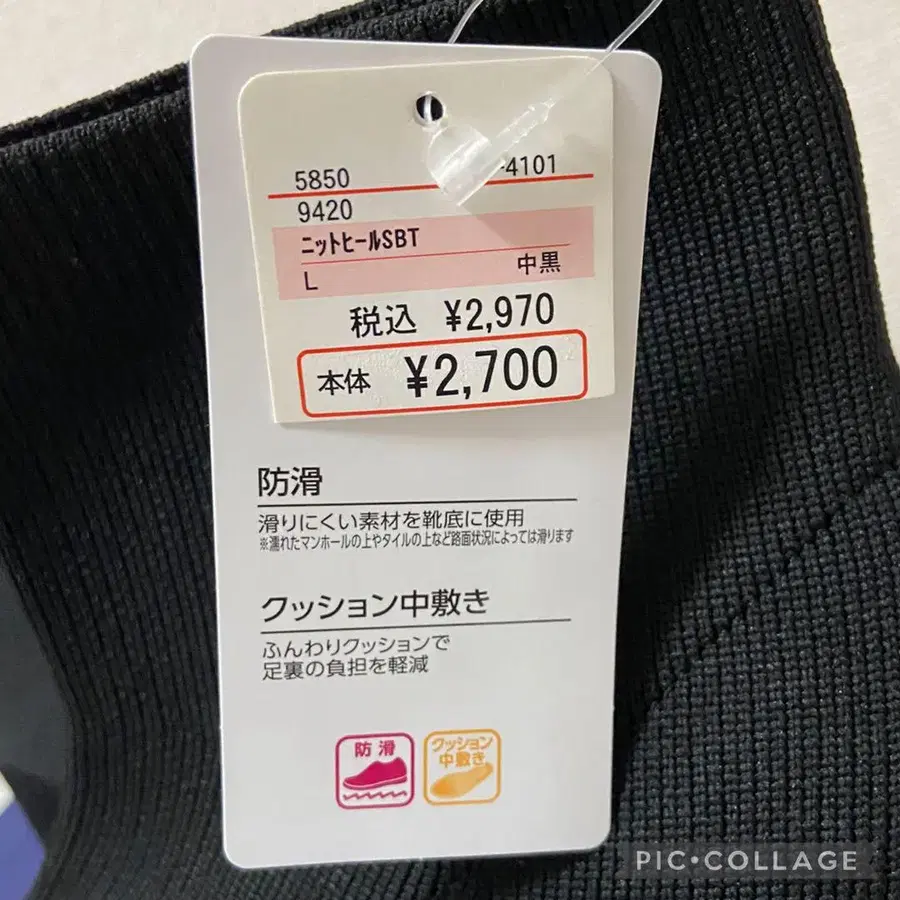 5850 -4101
9420
ニットヒールSBT
L 中黒
税込 ¥2,970
本体 ¥2,700
防滑
滑りにくい素材を靴底に使用
※濡れたマンホールの上やタイルの上など路面状況によっては滑ります
クッション中敷き
ふんわりクッションで
足裏の負担を軽減
防滑
クッション
中敷き
PIC•COLLAGE